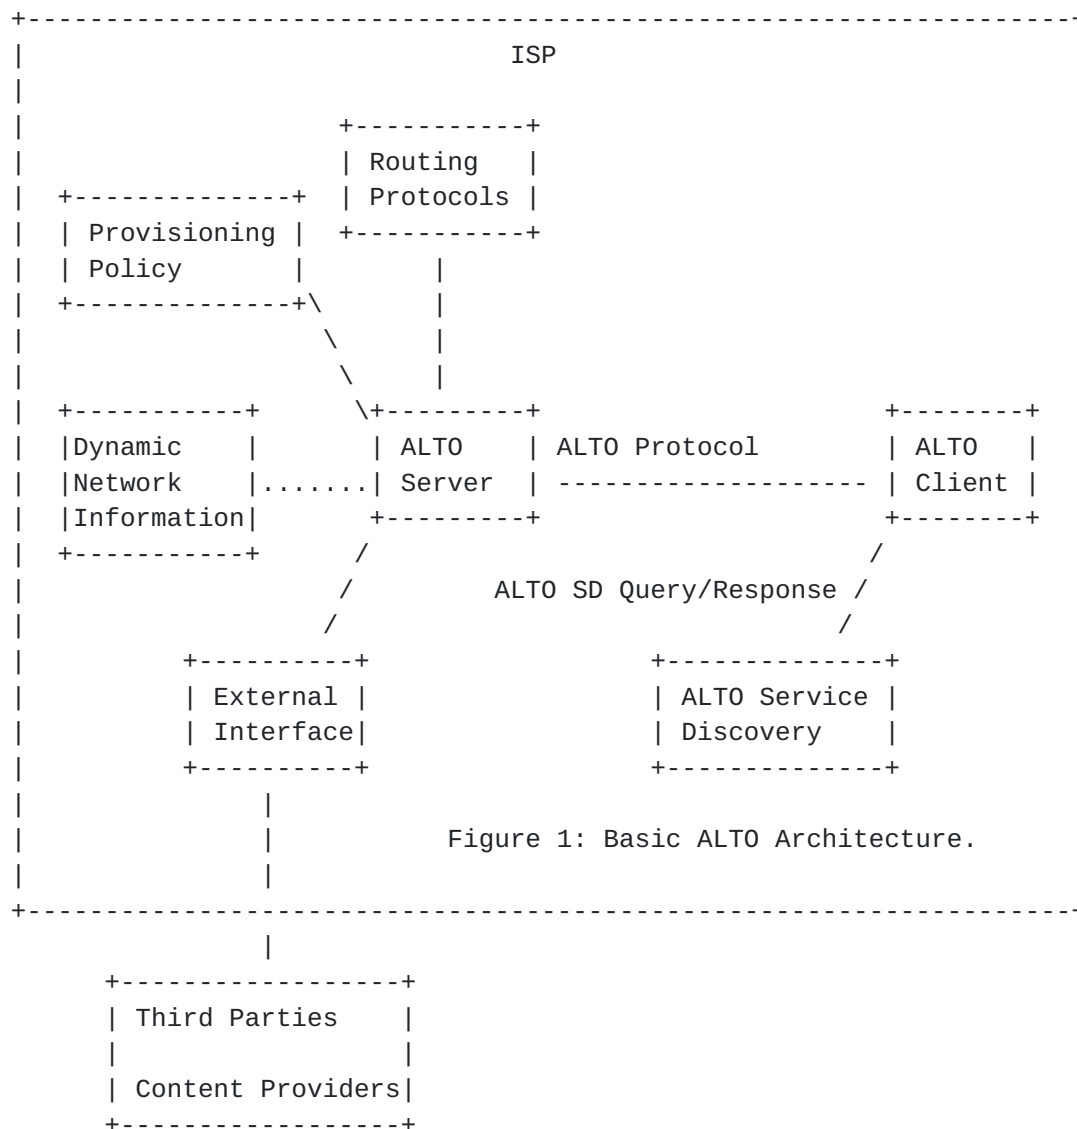 ISP
Routing
Protocols
Provisioning
Policy
Dynamic
Network
Information
ALTO
Server
ALTO Protocol
ALTO
Client
ALTO SD Query/Response
External
Interface
ALTO Service
Discovery
Figure 1: Basic ALTO Architecture.
Third Parties
Content Providers